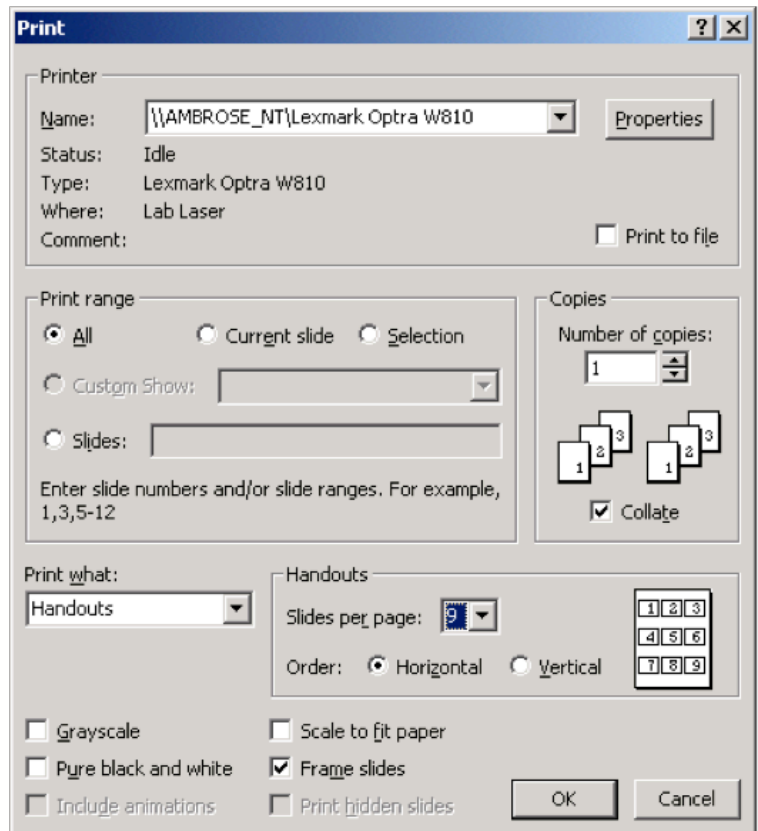 Print
Printer
Name: \\AMBROSE_NT\Lexmark Optra W810 Properties
Status: Idle
Type: Lexmark Optra W810
Where: Lab Laser
Comment: Print to file
Print range
All Current slide Selection
Custom Show:
Slides:
Enter slide numbers and/or slide ranges. For example,
1,3,5-12
Copies
Number of copies:
1
1 2 3 1 2 3
Collate
Print what:
Handouts
Handouts
Slides per page: 9
Order: Horizontal Vertical
1 2 3
4 5 6
7 8 9
Grayscale Scale to fit paper
Pure black and white Frame slides
Include animations Print hidden slides
OK Cancel